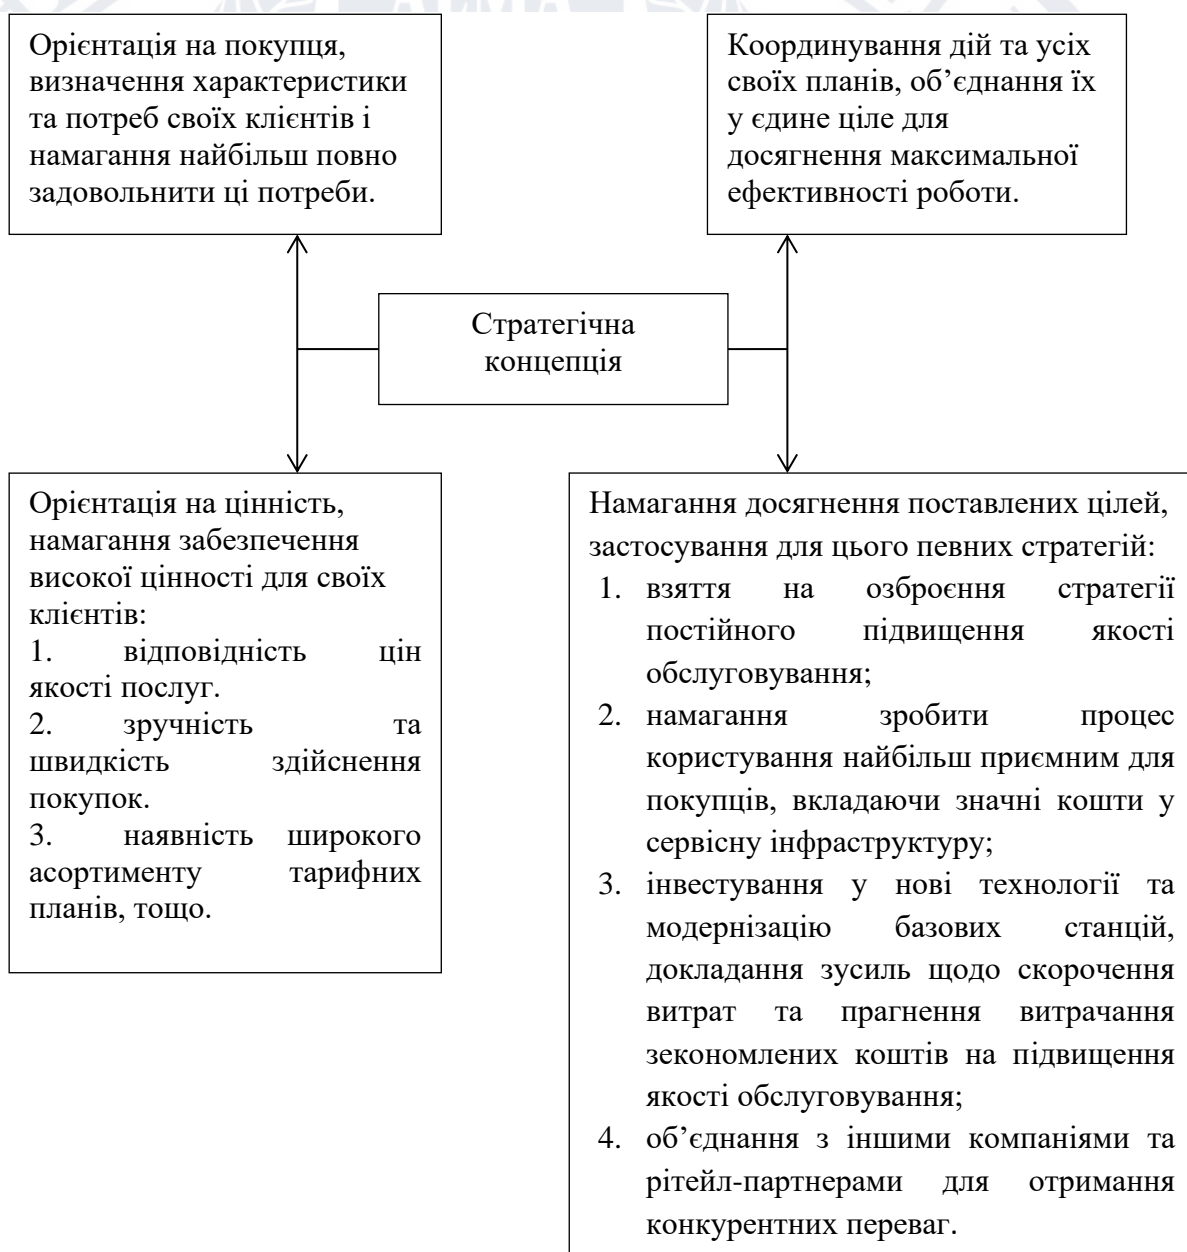 Орієнтація на покупця,
визначення характеристики
та потреб своїх клієнтів і
намагання найбільш повно
задовольнити ці потреби.
Координування дій та усіх
своїх планів, об’єднання їх
у єдине ціле для
досягнення максимальної
ефективності роботи.
Стратегічна
концепція
Орієнтація на цінність,
намагання забезпечення
високої цінності для своїх
клієнтів:
1. відповідність цін
якості послуг.
2. зручність та
швидкість здійснення
покупок.
3. наявність широкого
асортименту тарифних
планів, тощо.
Намагання досягнення поставлених цілей,
застосування для цього певних стратегій:
1. взяття на озброєння стратегії
постійного підвищення якості
обслуговування;
2. намагання зробити процес
користування найбільш приємним для
покупців, вкладаючи значні кошти у
сервісну інфраструктуру;
3. інвестування у нові технології та
модернізацію базових станцій,
докладання зусиль щодо скорочення
витрат та прагнення витрачання
зекономлених коштів на підвищення
якості обслуговування;
4. об’єднання з іншими компаніями та
рітейл-партнерами для отримання
конкурентних переваг.